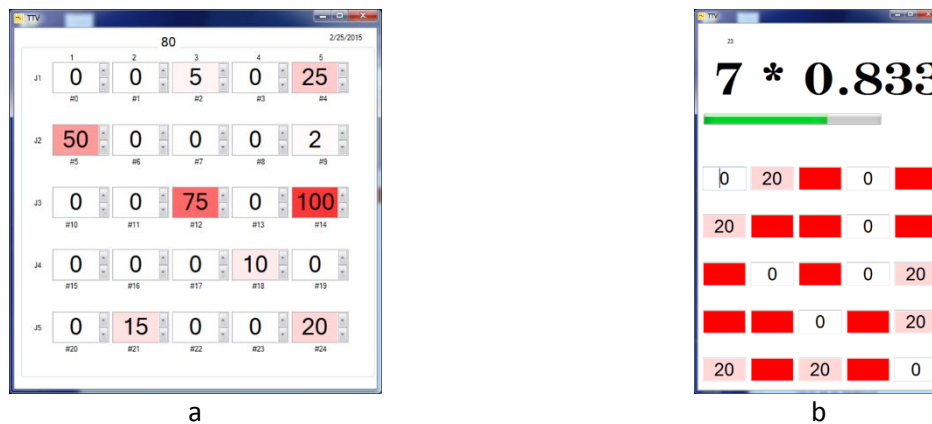 TTV
80 2/25/2015
1 2 3 4 5
J1 0 0 5 0 25
#0 #1 #2 #3 #4
J2 50 0 0 0 2
#5 #6 #7 #8 #9
J3 0 0 75 0 100
#10 #11 #12 #13 #14
J4 0 0 0 10 0
#15 #16 #17 #18 #19
J5 0 15 0 0 20
#20 #21 #22 #23 #24
a
TTV
23
7 * 0.833
0 20 0
20 0
0 0 20
0 20
20 20 0
b